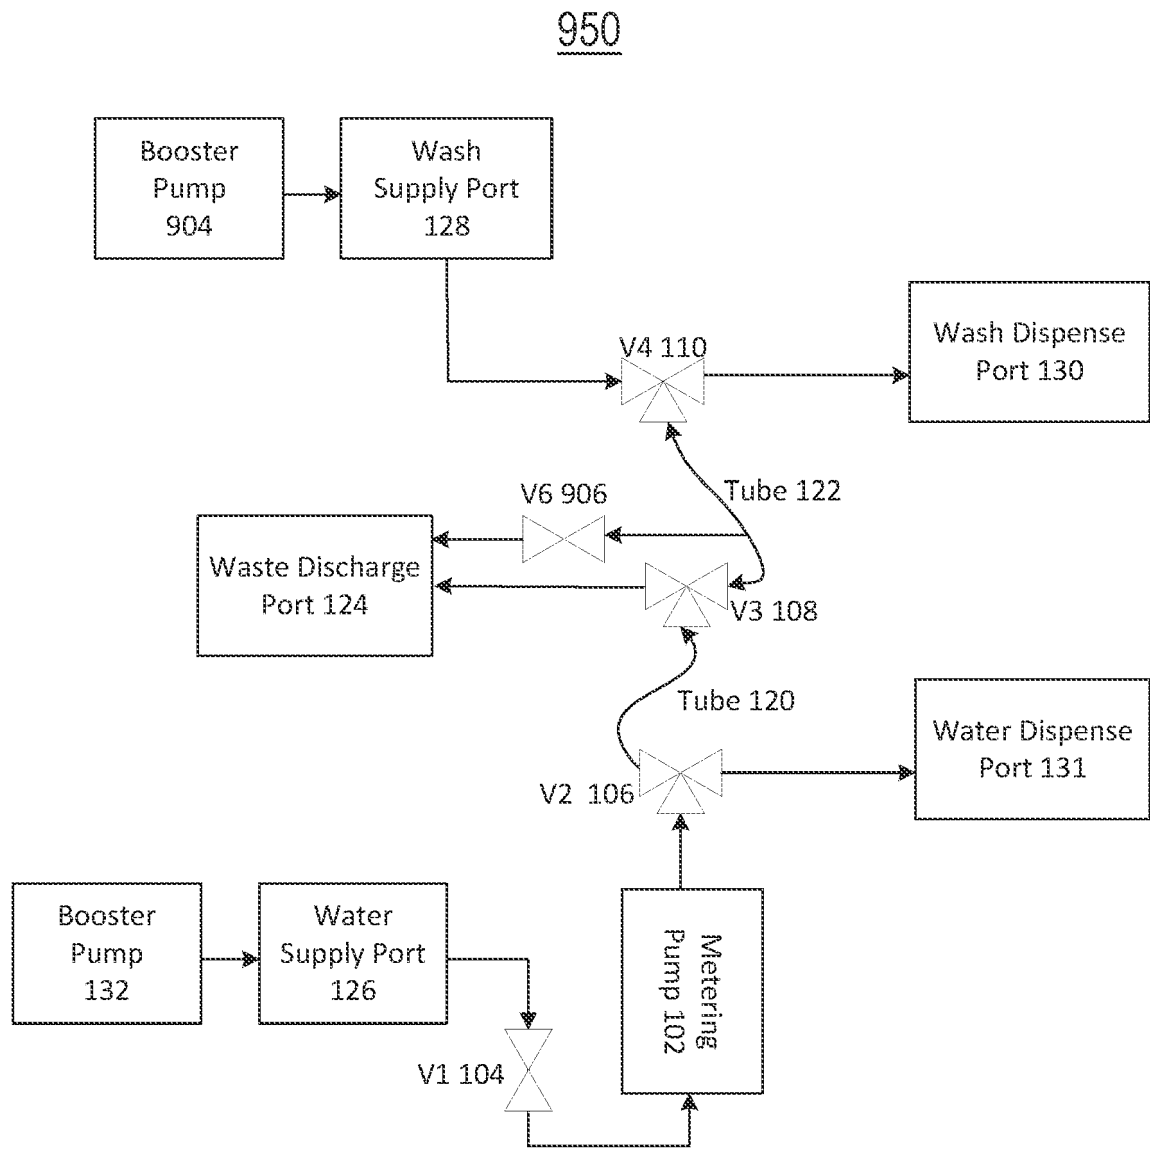 950
Booster
Pump
904
Wash
Supply Port
128
V4 110
Wash Dispense
Port 130
Tube 122
V6 906
Waste Discharge
Port 124
V3 108
Tube 120
Water Dispense
Port 131
V2 106
Booster
Pump
132
Water
Supply Port
126
Metering
Pump 102
V1 104